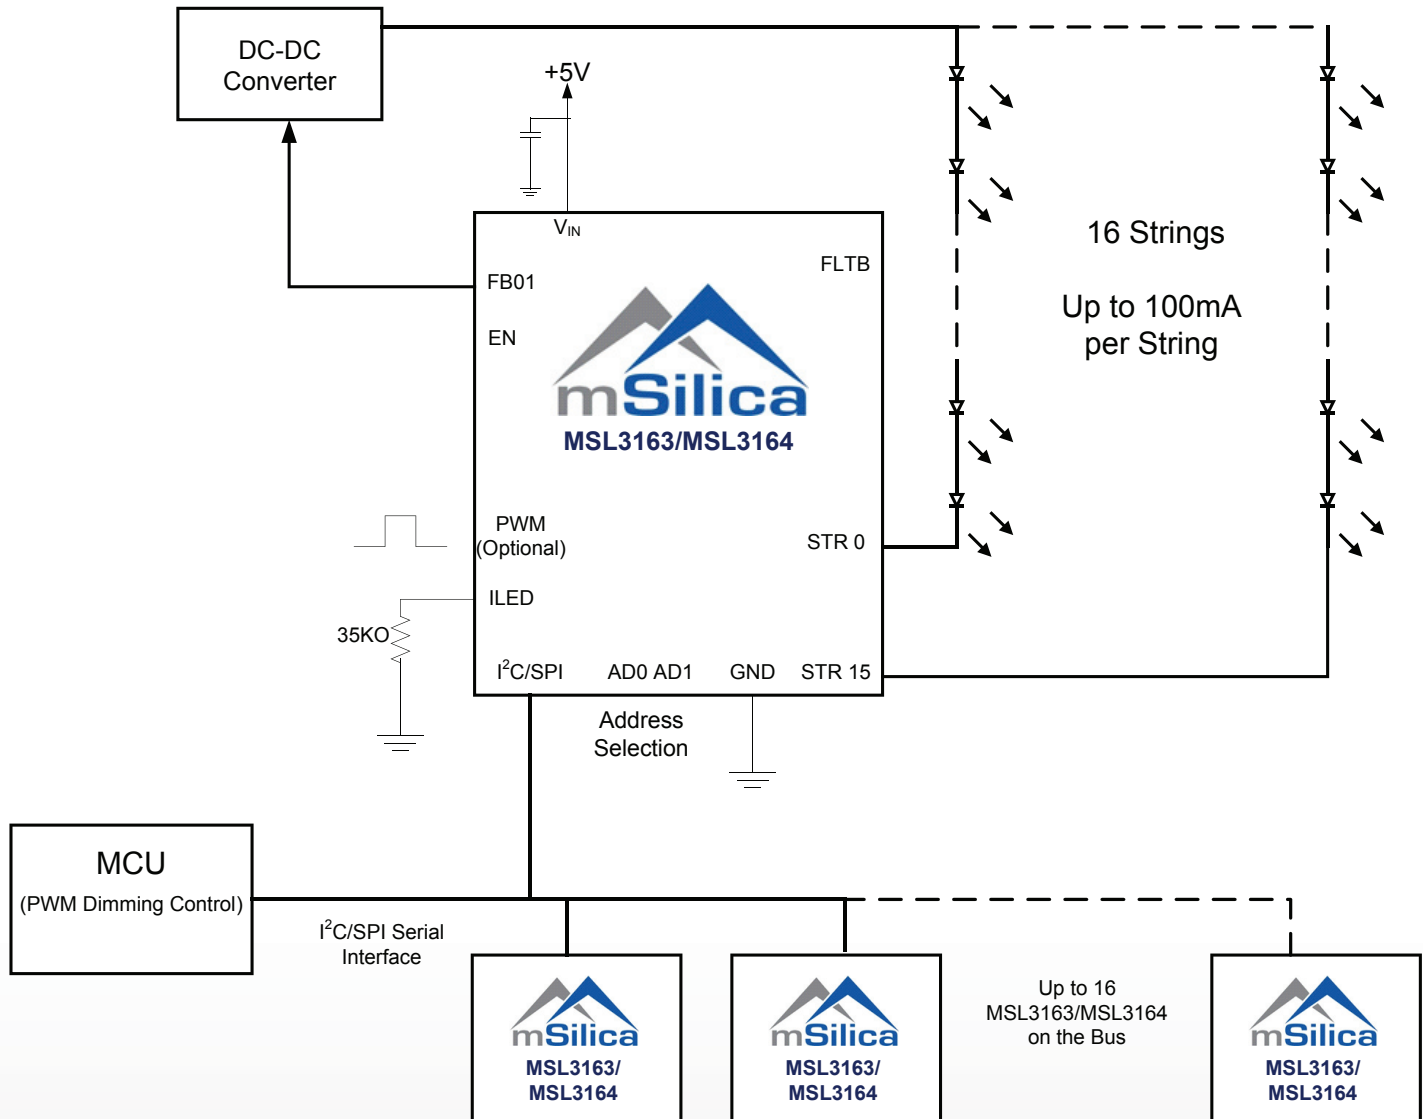 DC-DC
Converter
+5V
VIN
FB01
FLTB
EN
mSilica
MSL3163/MSL3164
16 Strings
Up to 100mA
per String
PWM
(Optional)
STR 0
ILED
35KO
I²C/SPI
AD0 AD1
GND
STR 15
Address
Selection
MCU
(PWM Dimming Control)
I²C/SPI Serial
Interface
mSilica
MSL3163/
MSL3164
mSilica
MSL3163/
MSL3164
Up to 16
MSL3163/MSL3164
on the Bus
mSilica
MSL3163/
MSL3164